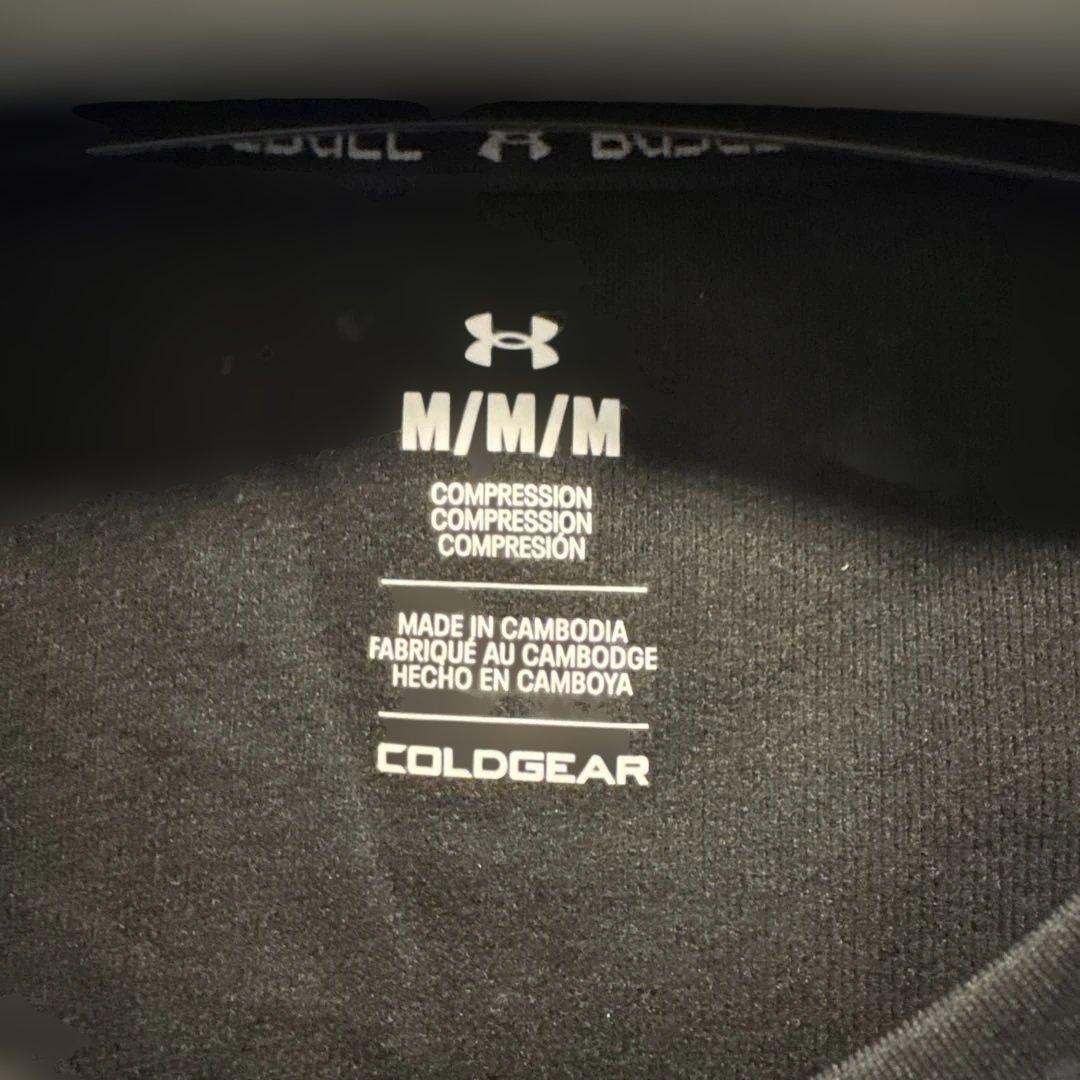 M/M/M
COMPRESSION
COMPRESSION
COMPRESIÓN
MADE IN CAMBODIA
FABRIQUÉ AU CAMBODGE
HECHO EN CAMBOYA
COLDGEAR